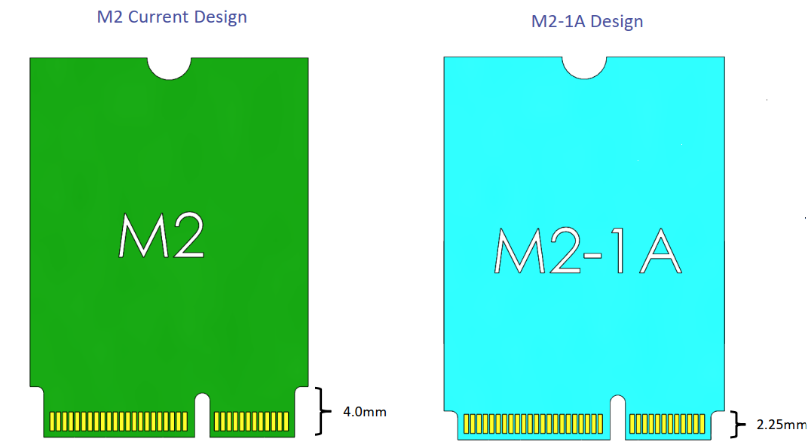 M2 Current Design
M2-1A Design
M2
M2-1A
4.0mm
2.25mm